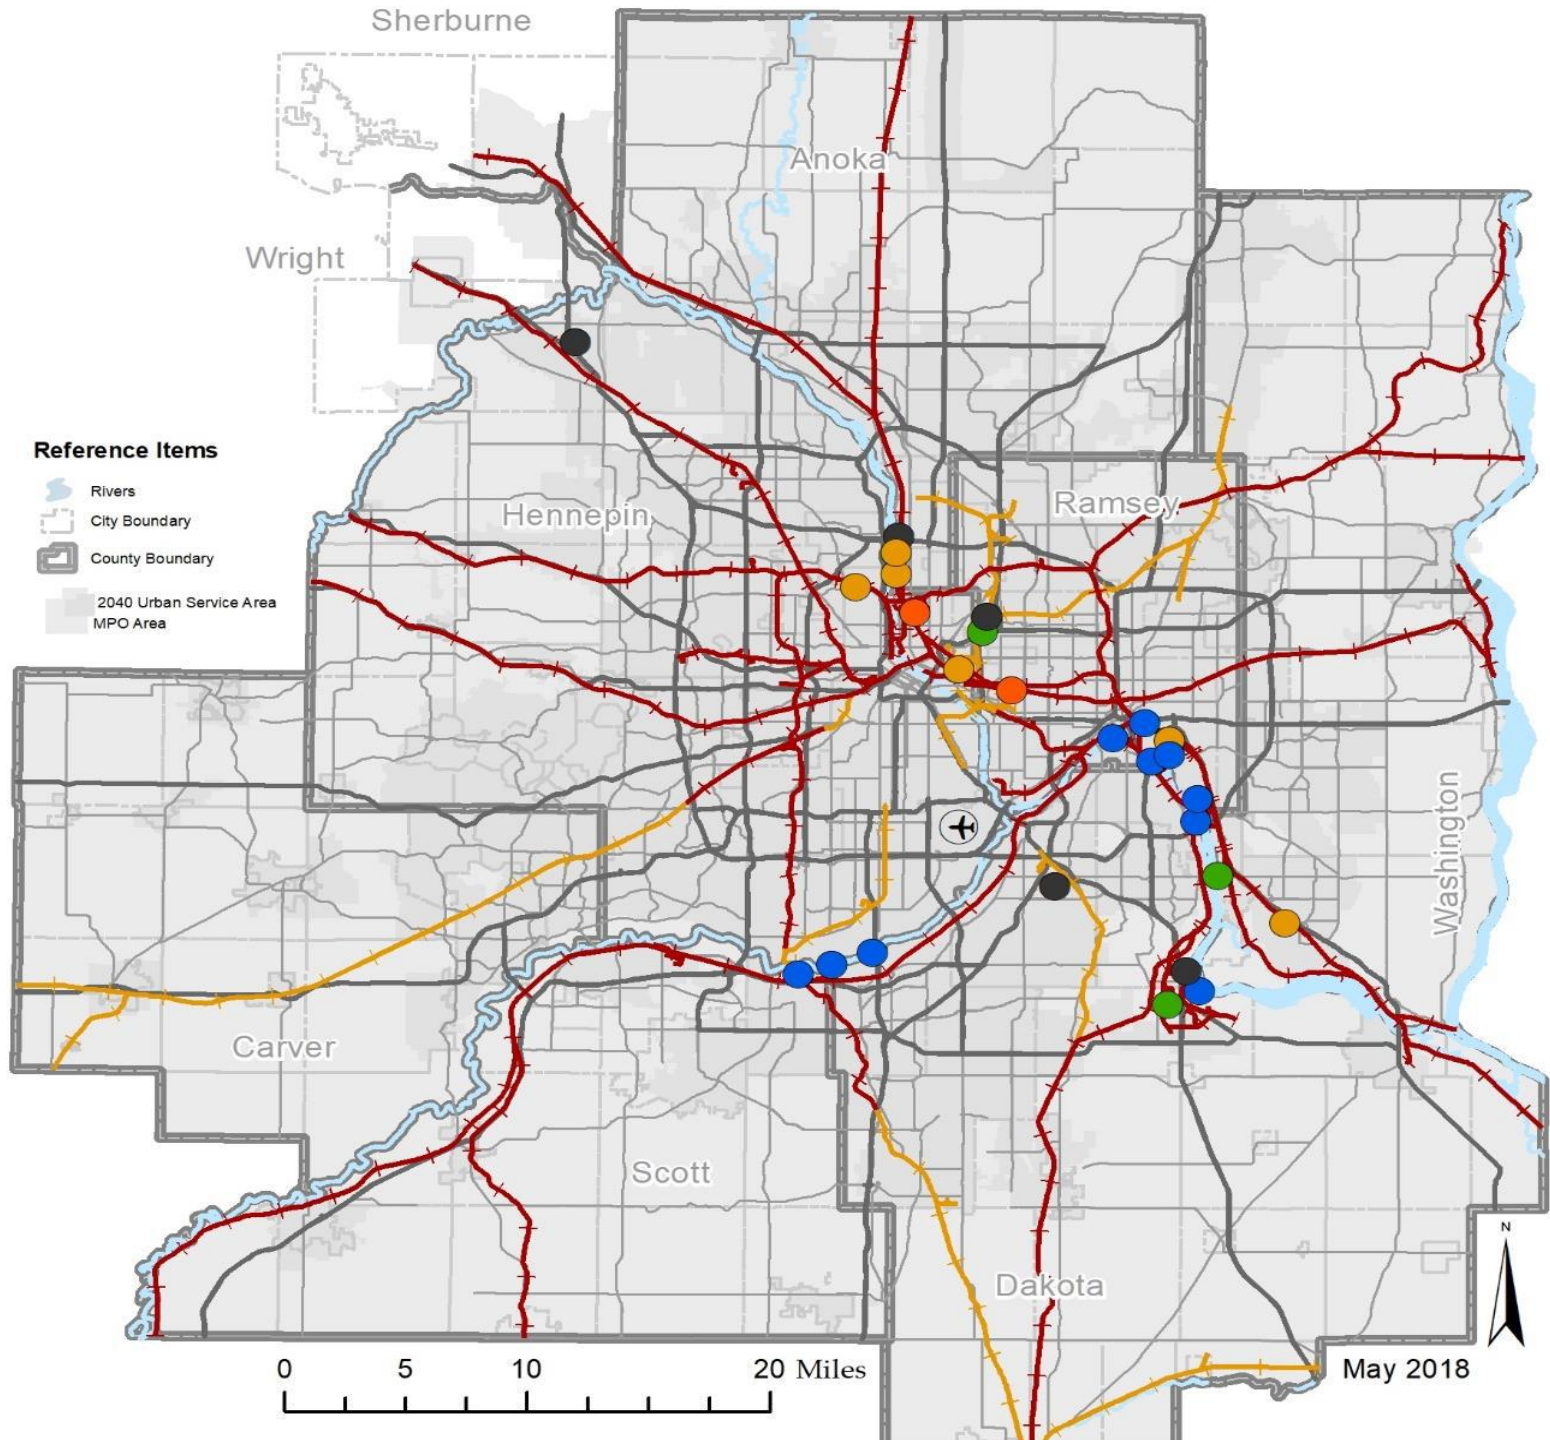 Sherburne
Anoka
Wright
Reference Items
Rivers
City Boundary
County Boundary
2040 Urban Service Area
MPO Area
Hennepin
Ramsey
Washington
Carver
Scott
Dakota
N
0 5 10 20 Miles
May 2018